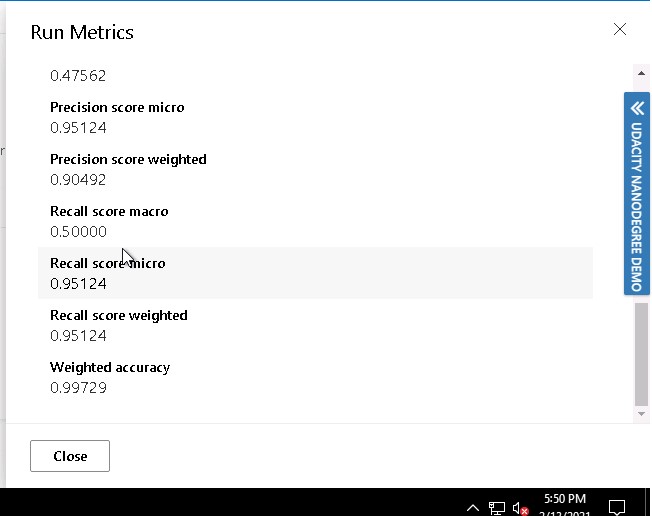 Run Metrics
0.47562
Precision score micro
0.95124
Precision score weighted
0.90492
Recall score macro
0.50000
Recall score micro
0.95124
Recall score weighted
0.95124
Weighted accuracy
0.99729
Close
UDACITY NANODEGREE DEMO
5:50 PM